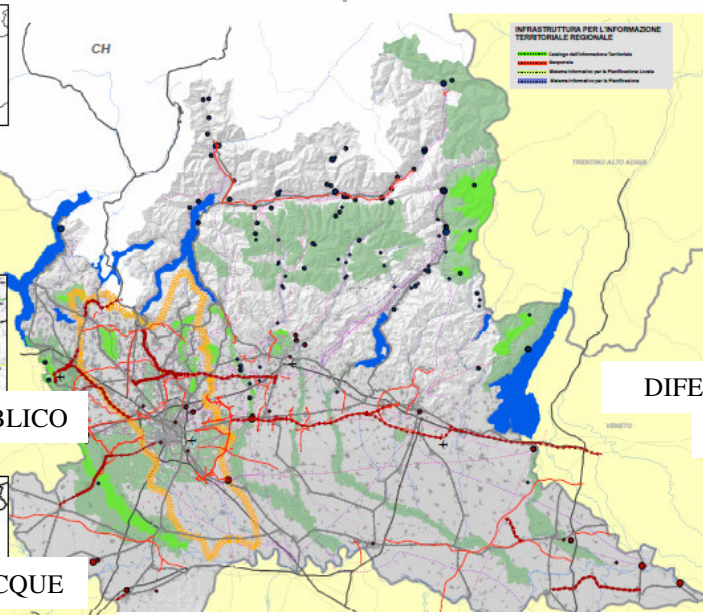 INFRASTRUTTURA PER L'INFORMAZIONE
TERRITORIALE REGIONALE
Catalogo dell'Informazione Territoriale
Geoportale
Sistema Informativo per la Pianificazione Locale
Sistema Informativo per la Pianificazione
CH
TRENTINO ALTO ADIGE
DIFE
BLICO
VENETO
CQUE